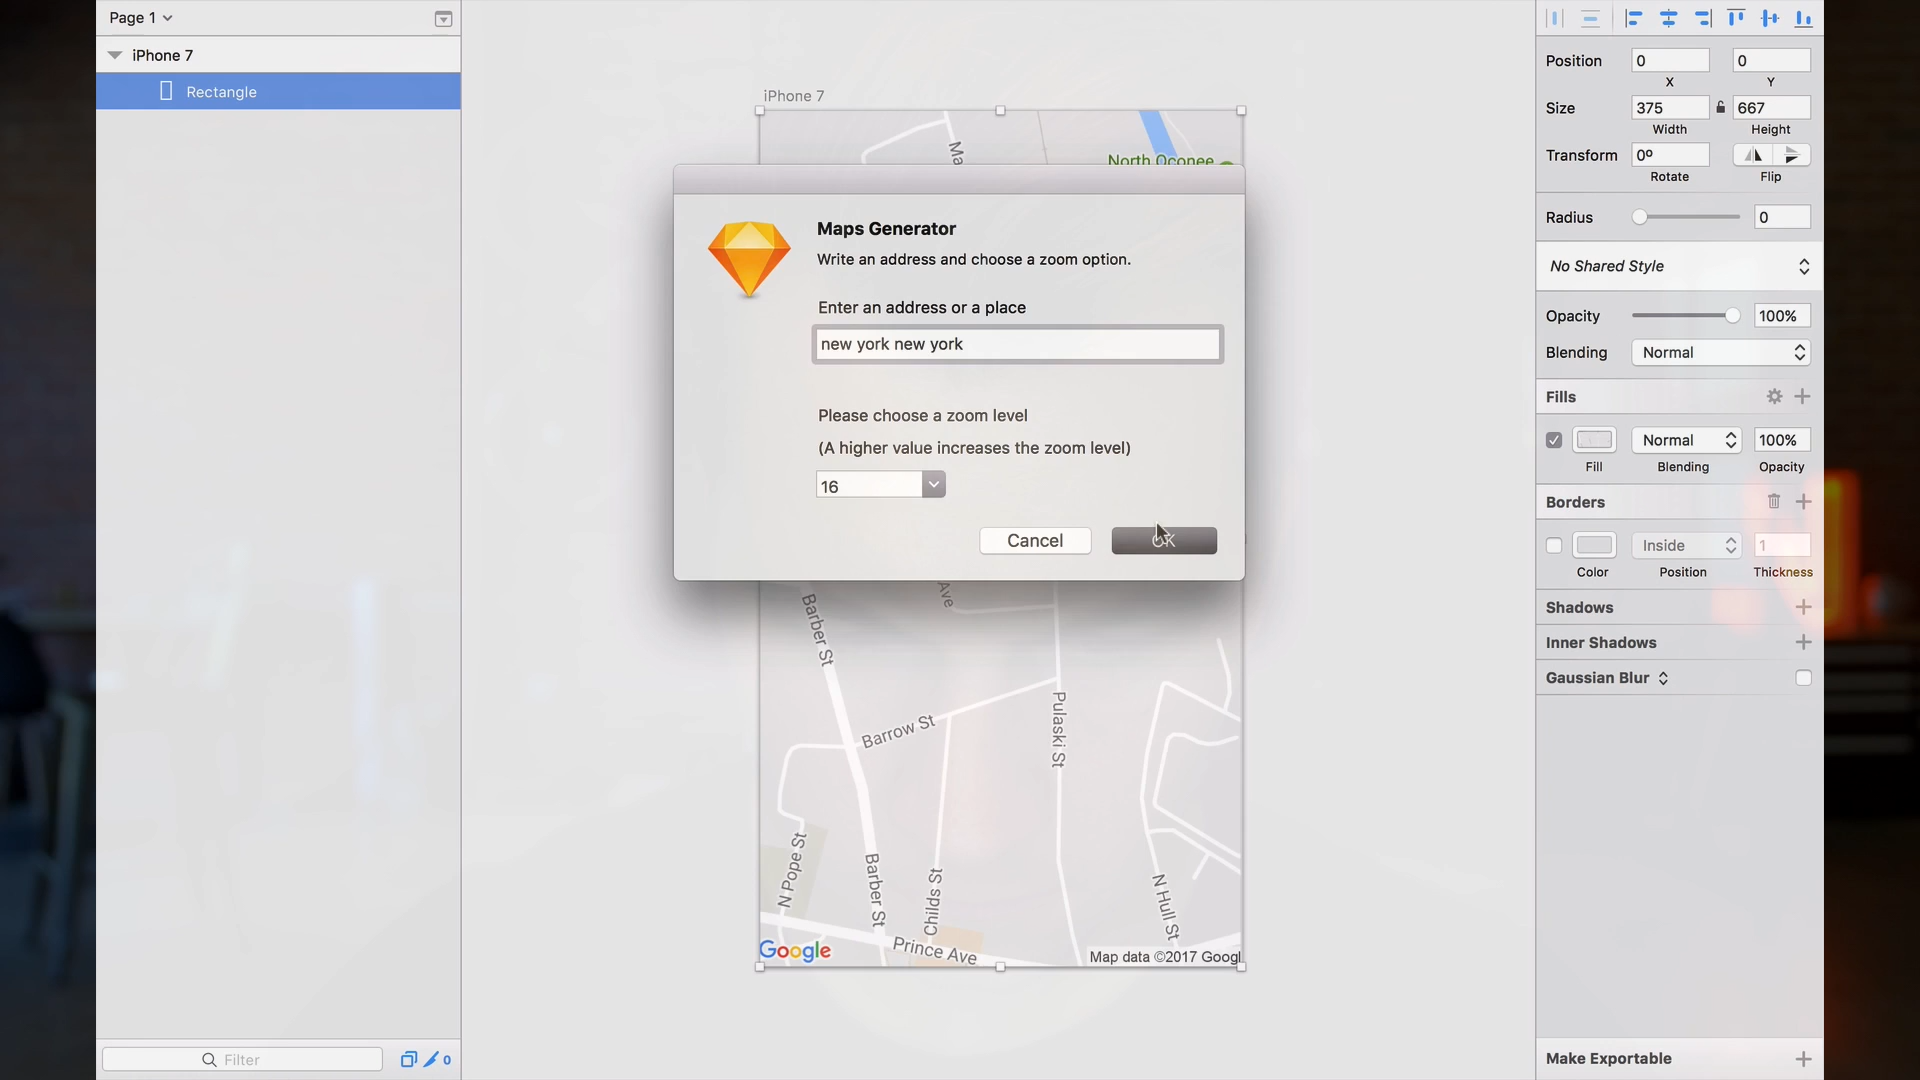 Page 1
iPhone 7
Rectangle
Filter
0
iPhone 7
Ma
North Oconee
Maps Generator
Write an address and choose a zoom option.
Enter an address or a place
new york new york
Please choose a zoom level
(A higher value increases the zoom level)
16
Cancel
OK
Ave
Barber St
Barrow St
Pulaski St
N Pope St
Barber St
Childs St
N Hull St
Prince Ave
Google
Map data ©2017 Googl
Position
0
0
X
Y
Size
375
667
Width
Height
Transform
0º
Rotate
Flip
Radius
0
No Shared Style
Opacity
100%
Blending
Normal
Fills
Normal
100%
Fill
Blending
Opacity
Borders
Inside
1
Color
Position
Thickness
Shadows
Inner Shadows
Gaussian Blur
Make Exportable